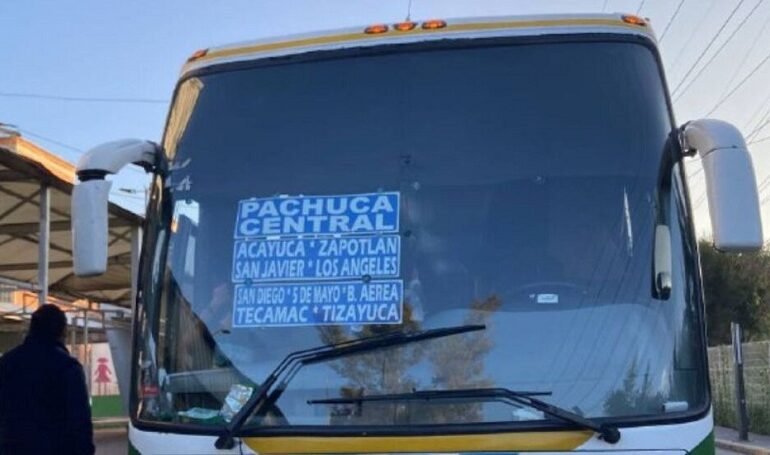 PACHUCA
CENTRAL
ACAYUCA * ZAPOTLAN
SAN JAVIER * LOS ANGELES
SAN DIEGO * 5 DE MAYO * B. AEREA
TECAMAC * TIZAYUCA